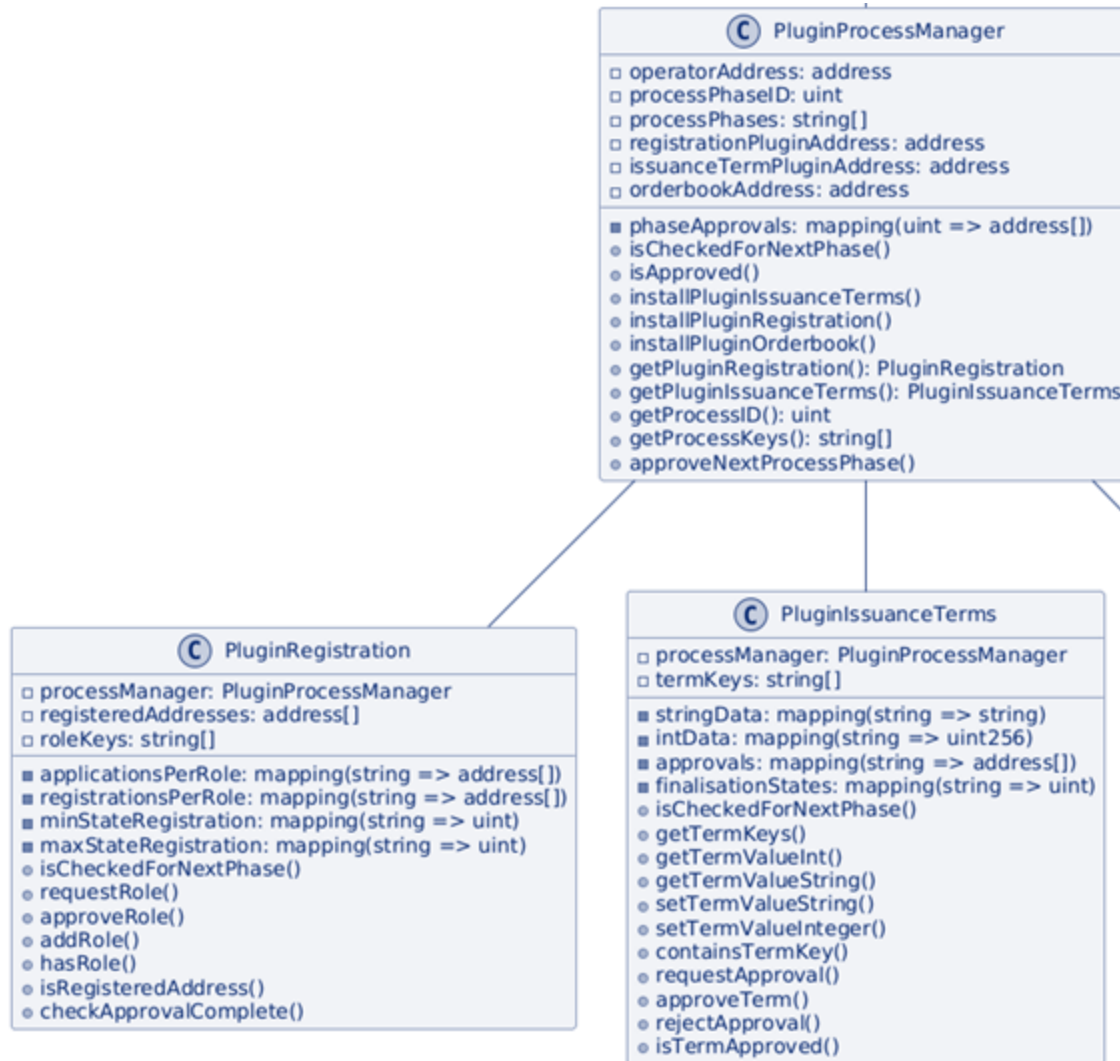 C PluginProcessManager
operatorAddress: address
processPhaseID: uint
processPhases: string[]
registrationPluginAddress: address
issuanceTermPluginAddress: address
orderbookAddress: address
phaseApprovals: mapping(uint => address[])
isCheckedForNextPhase()
isApproved()
installPluginIssuanceTerms()
installPluginRegistration()
installPluginOrderbook()
getPluginRegistration(): PluginRegistration
getPluginIssuanceTerms(): PluginIssuanceTerms
getProcessID(): uint
getProcessKeys(): string[]
approveNextProcessPhase()
C PluginRegistration
processManager: PluginProcessManager
registeredAddresses: address[]
roleKeys: string[]
applicationsPerRole: mapping(string => address[])
registrationsPerRole: mapping(string => address[])
minStateRegistration: mapping(string => uint)
maxStateRegistration: mapping(string => uint)
isCheckedForNextPhase()
requestRole()
approveRole()
addRole()
hasRole()
isRegisteredAddress()
checkApprovalComplete()
C PluginIssuanceTerms
processManager: PluginProcessManager
termKeys: string[]
stringData: mapping(string => string)
intData: mapping(string => uint256)
approvals: mapping(string => address[])
finalisationStates: mapping(string => uint)
isCheckedForNextPhase()
getTermKeys()
getTermValueInt()
getTermValueString()
setTermValueString()
setTermValueInteger()
containsTermKey()
requestApproval()
approveTerm()
rejectApproval()
isTermApproved()